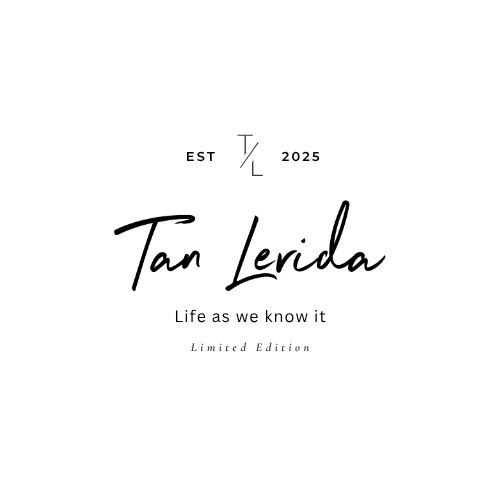 EST T/L 2025
Tan Lerida
Life as we know it
Limited Edition